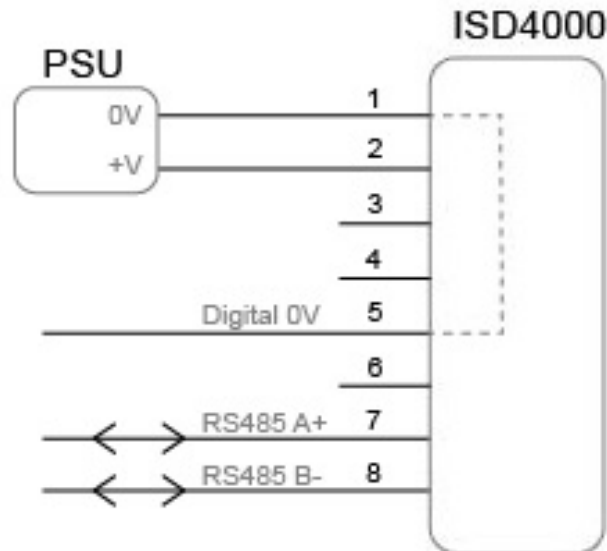 ISD4000
PSU
0V 1
+V 2
3
4
Digital 0V 5
6
RS485 A+ 7
RS485 B- 8